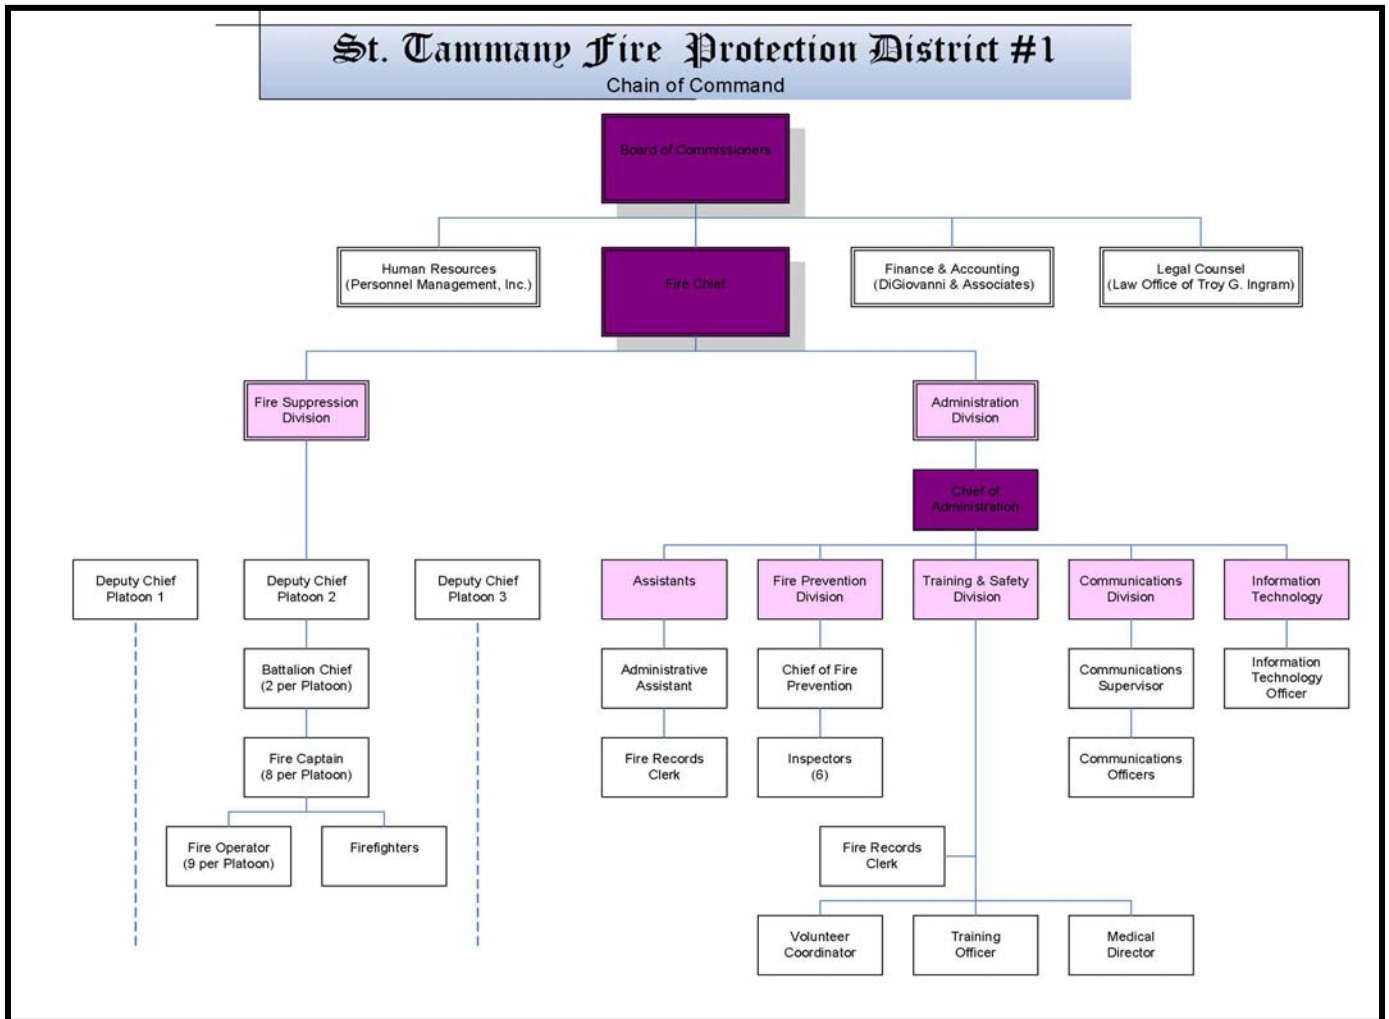 St. Tammany Fire Protection District #1
Chain of Command
Board of Commissioners
Human Resources
(Personnel Management, Inc.)
Fire Chief
Finance & Accounting
(DiGiovanni & Associates)
Legal Counsel
(Law Office of Troy G. Ingram)
Fire Suppression
Division
Administration
Division
Chief of
Administration
Deputy Chief
Platoon 1
Deputy Chief
Platoon 2
Deputy Chief
Platoon 3
Assistants
Fire Prevention
Division
Training & Safety
Division
Communications
Division
Information
Technology
Battalion Chief
(2 per Platoon)
Administrative
Assistant
Chief of Fire
Prevention
Communications
Supervisor
Information
Technology
Officer
Fire Captain
(8 per Platoon)
Fire Records
Clerk
Inspectors
(6)
Communications
Officers
Fire Operator
(9 per Platoon)
Firefighters
Fire Records
Clerk
Volunteer
Coordinator
Training
Officer
Medical
Director